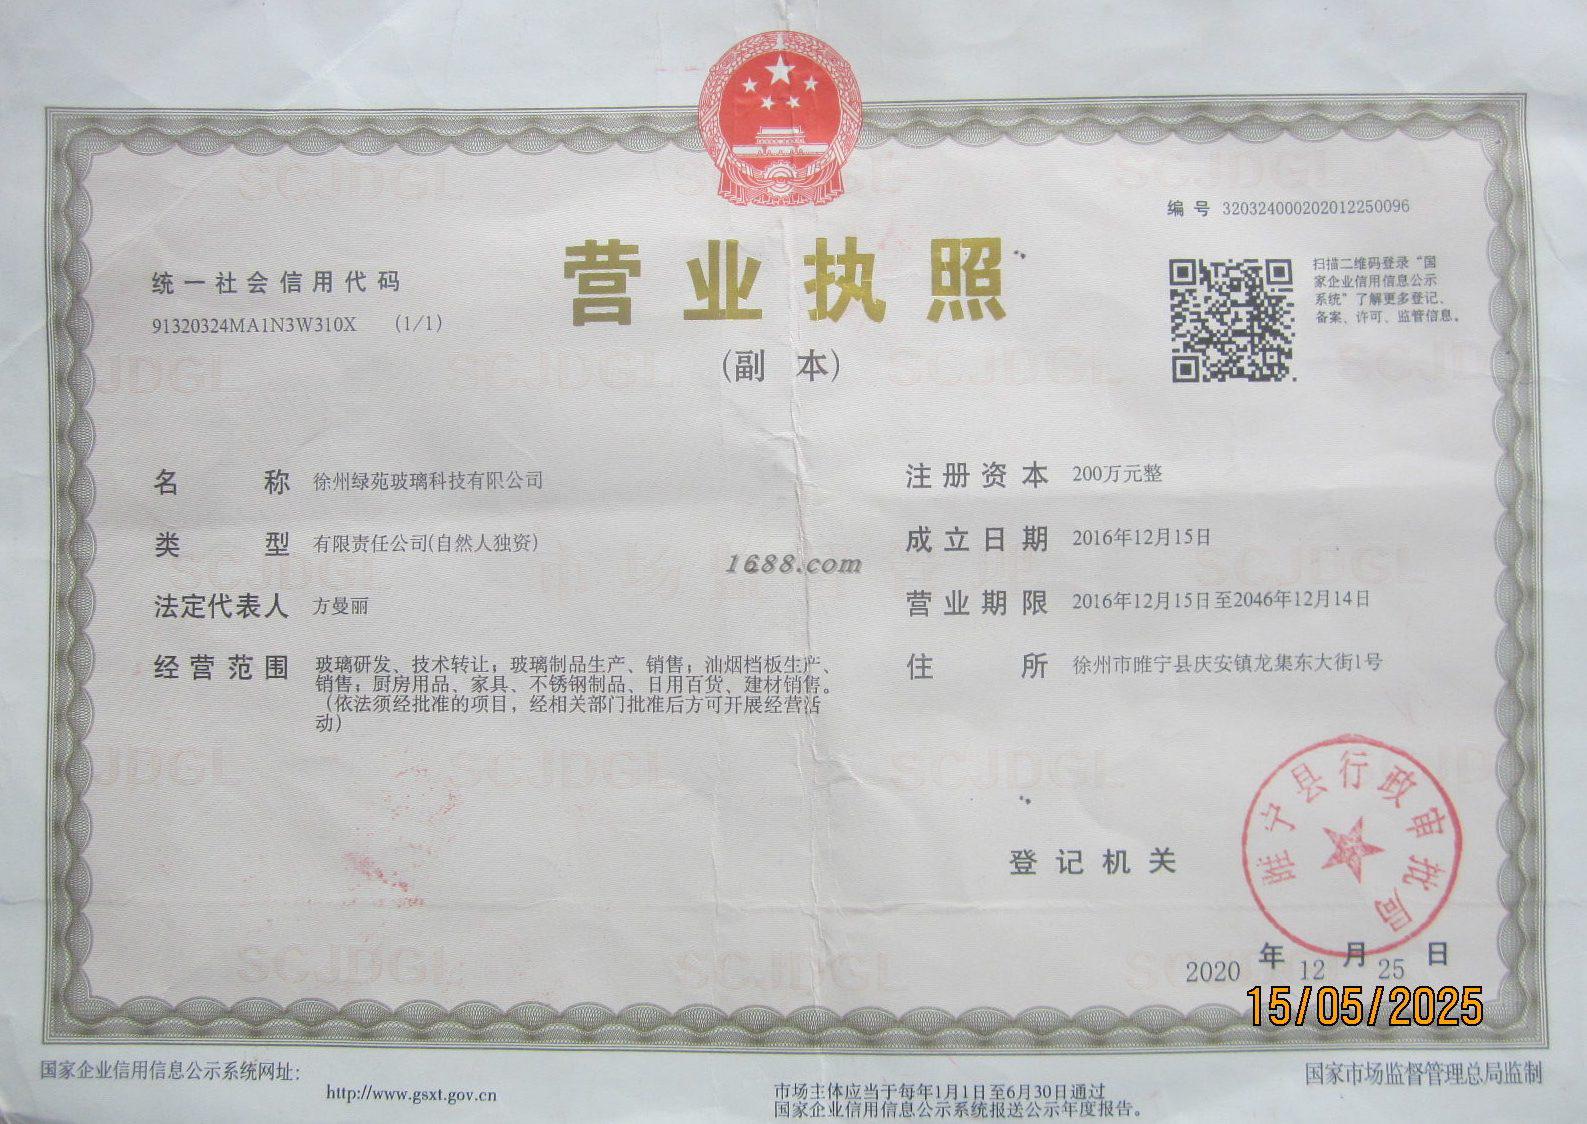 编号 320324000202012250096
统一社会信用代码
91320324MA1N3W310X (1/1)
营业执照
(副 本)
扫描二维码登录“国
家企业信用信息公示
系统”了解更多登记、
备案、许可、监管信息。
名 称 徐州绿苑玻璃科技有限公司
类 型 有限责任公司(自然人独资)
法定代表人 方曼丽
经营范围 玻璃研发、技术转让；玻璃制品生产、销售；油烟档板生产、
销售；厨房用品、家具、不锈钢制品、日用百货、建材销售。
（依法须经批准的项目，经相关部门批准后方可开展经营活
动）
注册资本 200万元整
成立日期 2016年12月15日
营业期限 2016年12月15日至2046年12月14日
住 所 徐州市睢宁县庆安镇龙集东大街1号
1688.com
登记机关
睢宁县行政审批局
2020 年 12 月 25 日
15/05/2025
国家企业信用信息公示系统网址：
http://www.gsxt.gov.cn
市场主体应当于每年1月1日至6月30日通过
国家企业信用信息公示系统报送公示年度报告。
国家市场监督管理总局监制